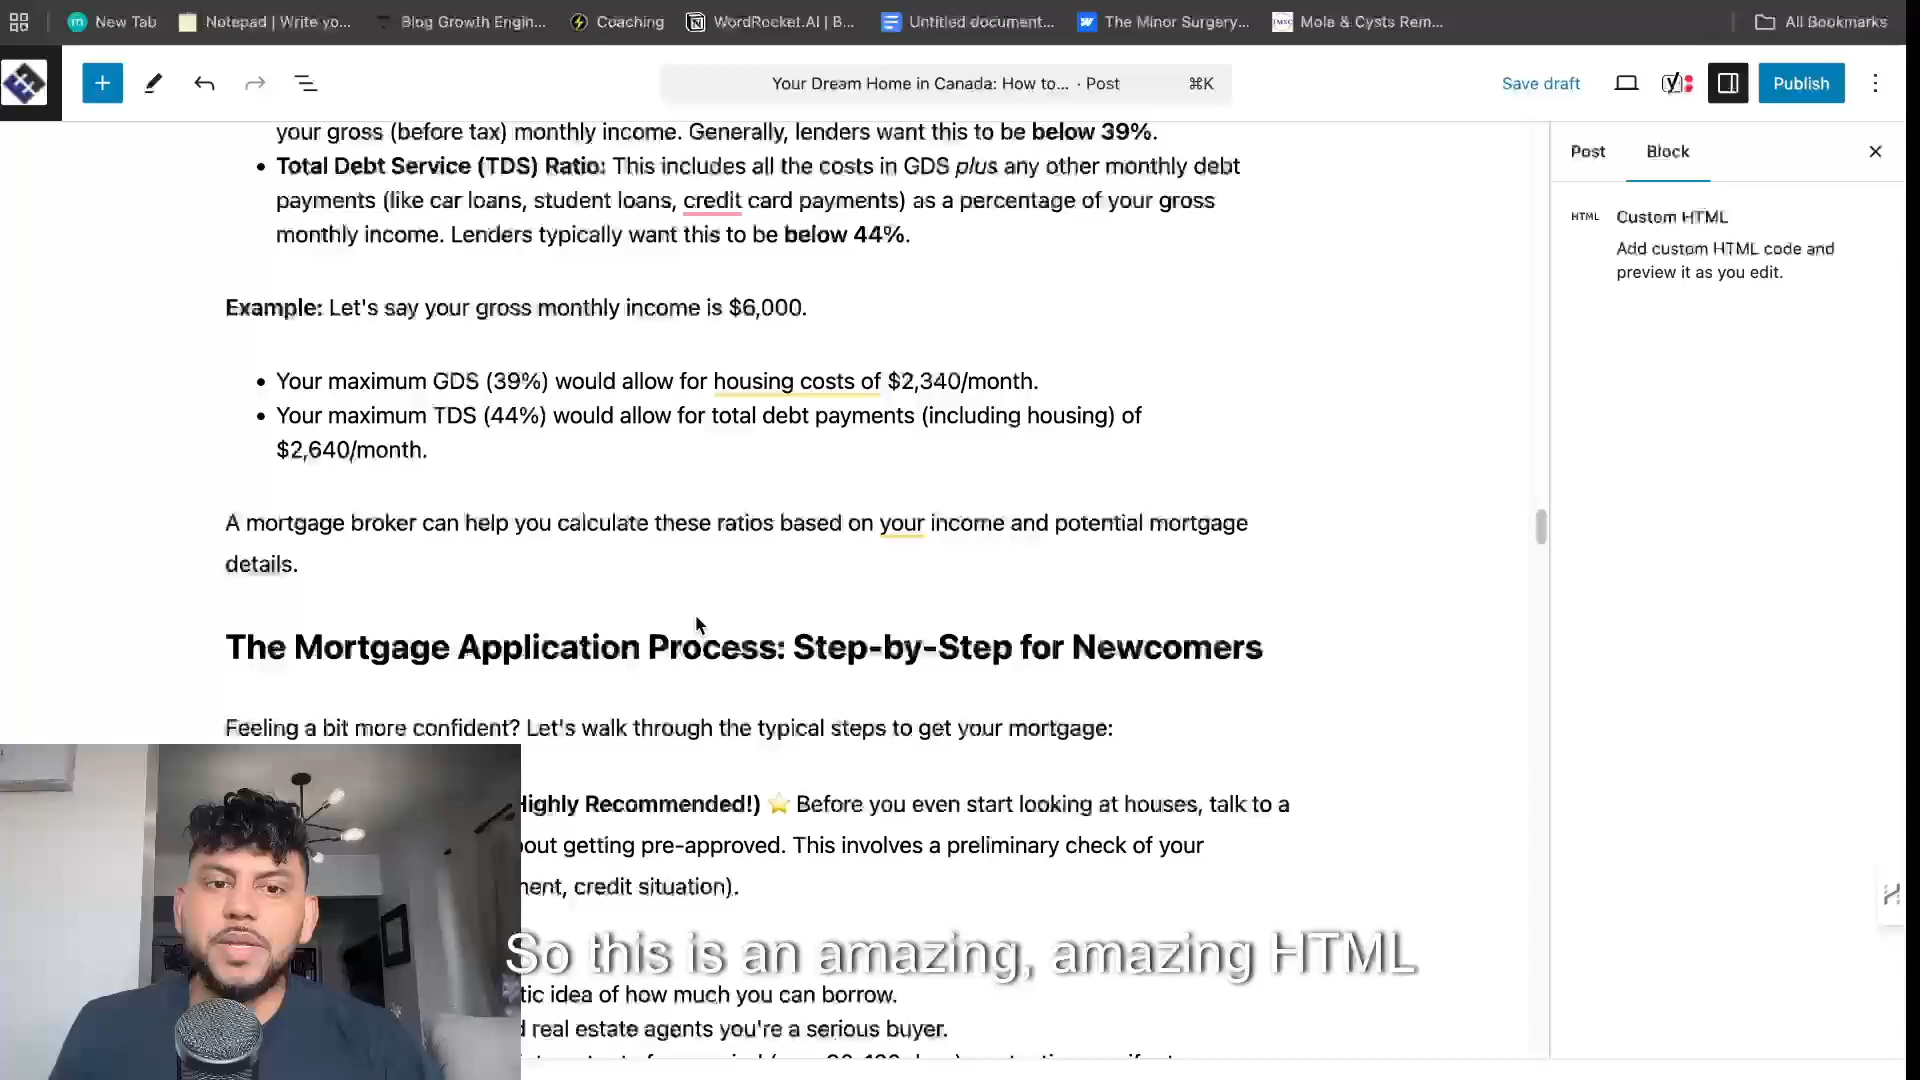 New Tab
Notepad | Write yo...
Blog Growth Engin...
Coaching
WordRocket.AI | B...
Untitled document...
The Minor Surgery...
Mole & Cysts Rem...
All Bookmarks
Your Dream Home in Canada: How to... · Post ⌘K
Save draft
Publish
your gross (before tax) monthly income. Generally, lenders want this to be below 39%.
• Total Debt Service (TDS) Ratio: This includes all the costs in GDS plus any other monthly debt
payments (like car loans, student loans, credit card payments) as a percentage of your gross
monthly income. Lenders typically want this to be below 44%.
Example: Let's say your gross monthly income is $6,000.
• Your maximum GDS (39%) would allow for housing costs of $2,340/month.
• Your maximum TDS (44%) would allow for total debt payments (including housing) of
$2,640/month.
A mortgage broker can help you calculate these ratios based on your income and potential mortgage
details.
The Mortgage Application Process: Step-by-Step for Newcomers
Feeling a bit more confident? Let's walk through the typical steps to get your mortgage:
Highly Recommended!) ⭐ Before you even start looking at houses, talk to a
out getting pre-approved. This involves a preliminary check of your
nent, credit situation).
So this is an amazing, amazing HTML
tic idea of how much you can borrow.
d real estate agents you're a serious buyer.
Post
Block
HTML
Custom HTML
Add custom HTML code and
preview it as you edit.